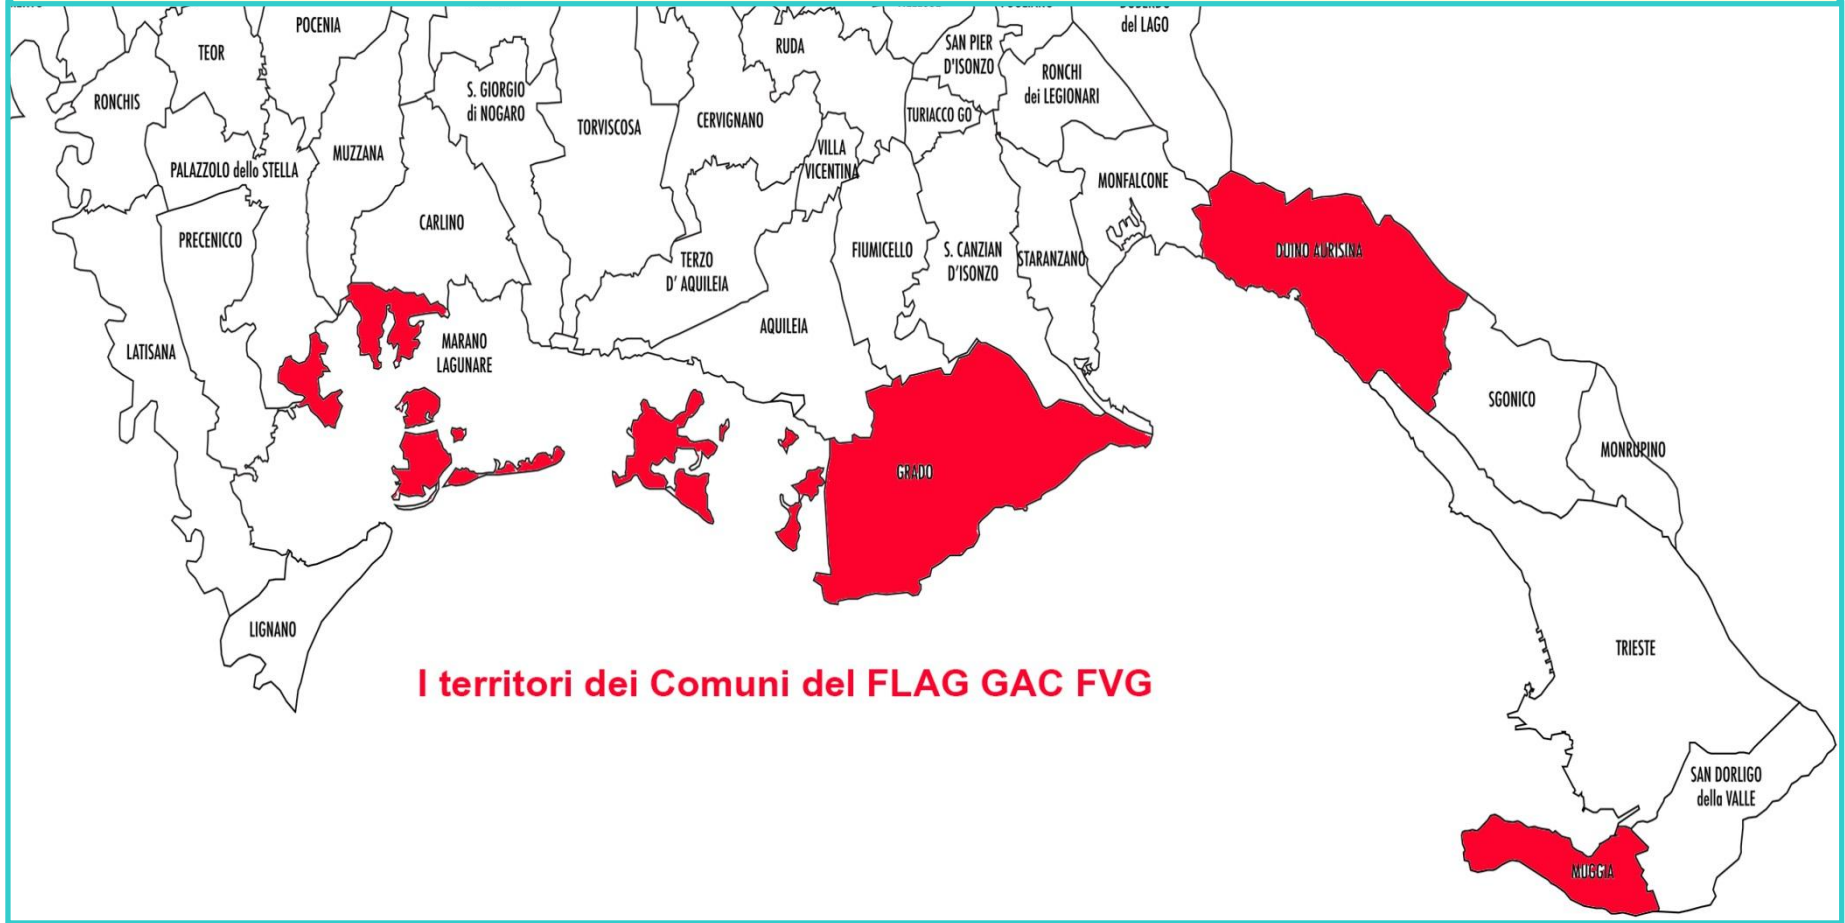 POCENIA
TEOR
RUDA
del LAGO
SAN PIER
D'ISONZO
RONCHI
dei LEGIONARI
RONCHIS
S. GIORGIO
di NOGARO
TORVISCOSA
CERVIGNANO
TURIACCO GO
VILLA
VICENTINA
MUZZANA
PALAZZOLO dello STELLA
MONFALCONE
CARLINO
PRECENICCO
FIUMICELLO
S. CANZIAN
D'ISONZO
STARANZANO
DUINO AURISINA
TERZO
D' AQUILEIA
AQUILEIA
MARANO
LAGUNARE
LATISANA
SGONICO
MONRUPINO
GRADO
LIGNANO
TRIESTE
I territori dei Comuni del FLAG GAC FVG
SAN DORLIGO
della VALLE
MUGGIA